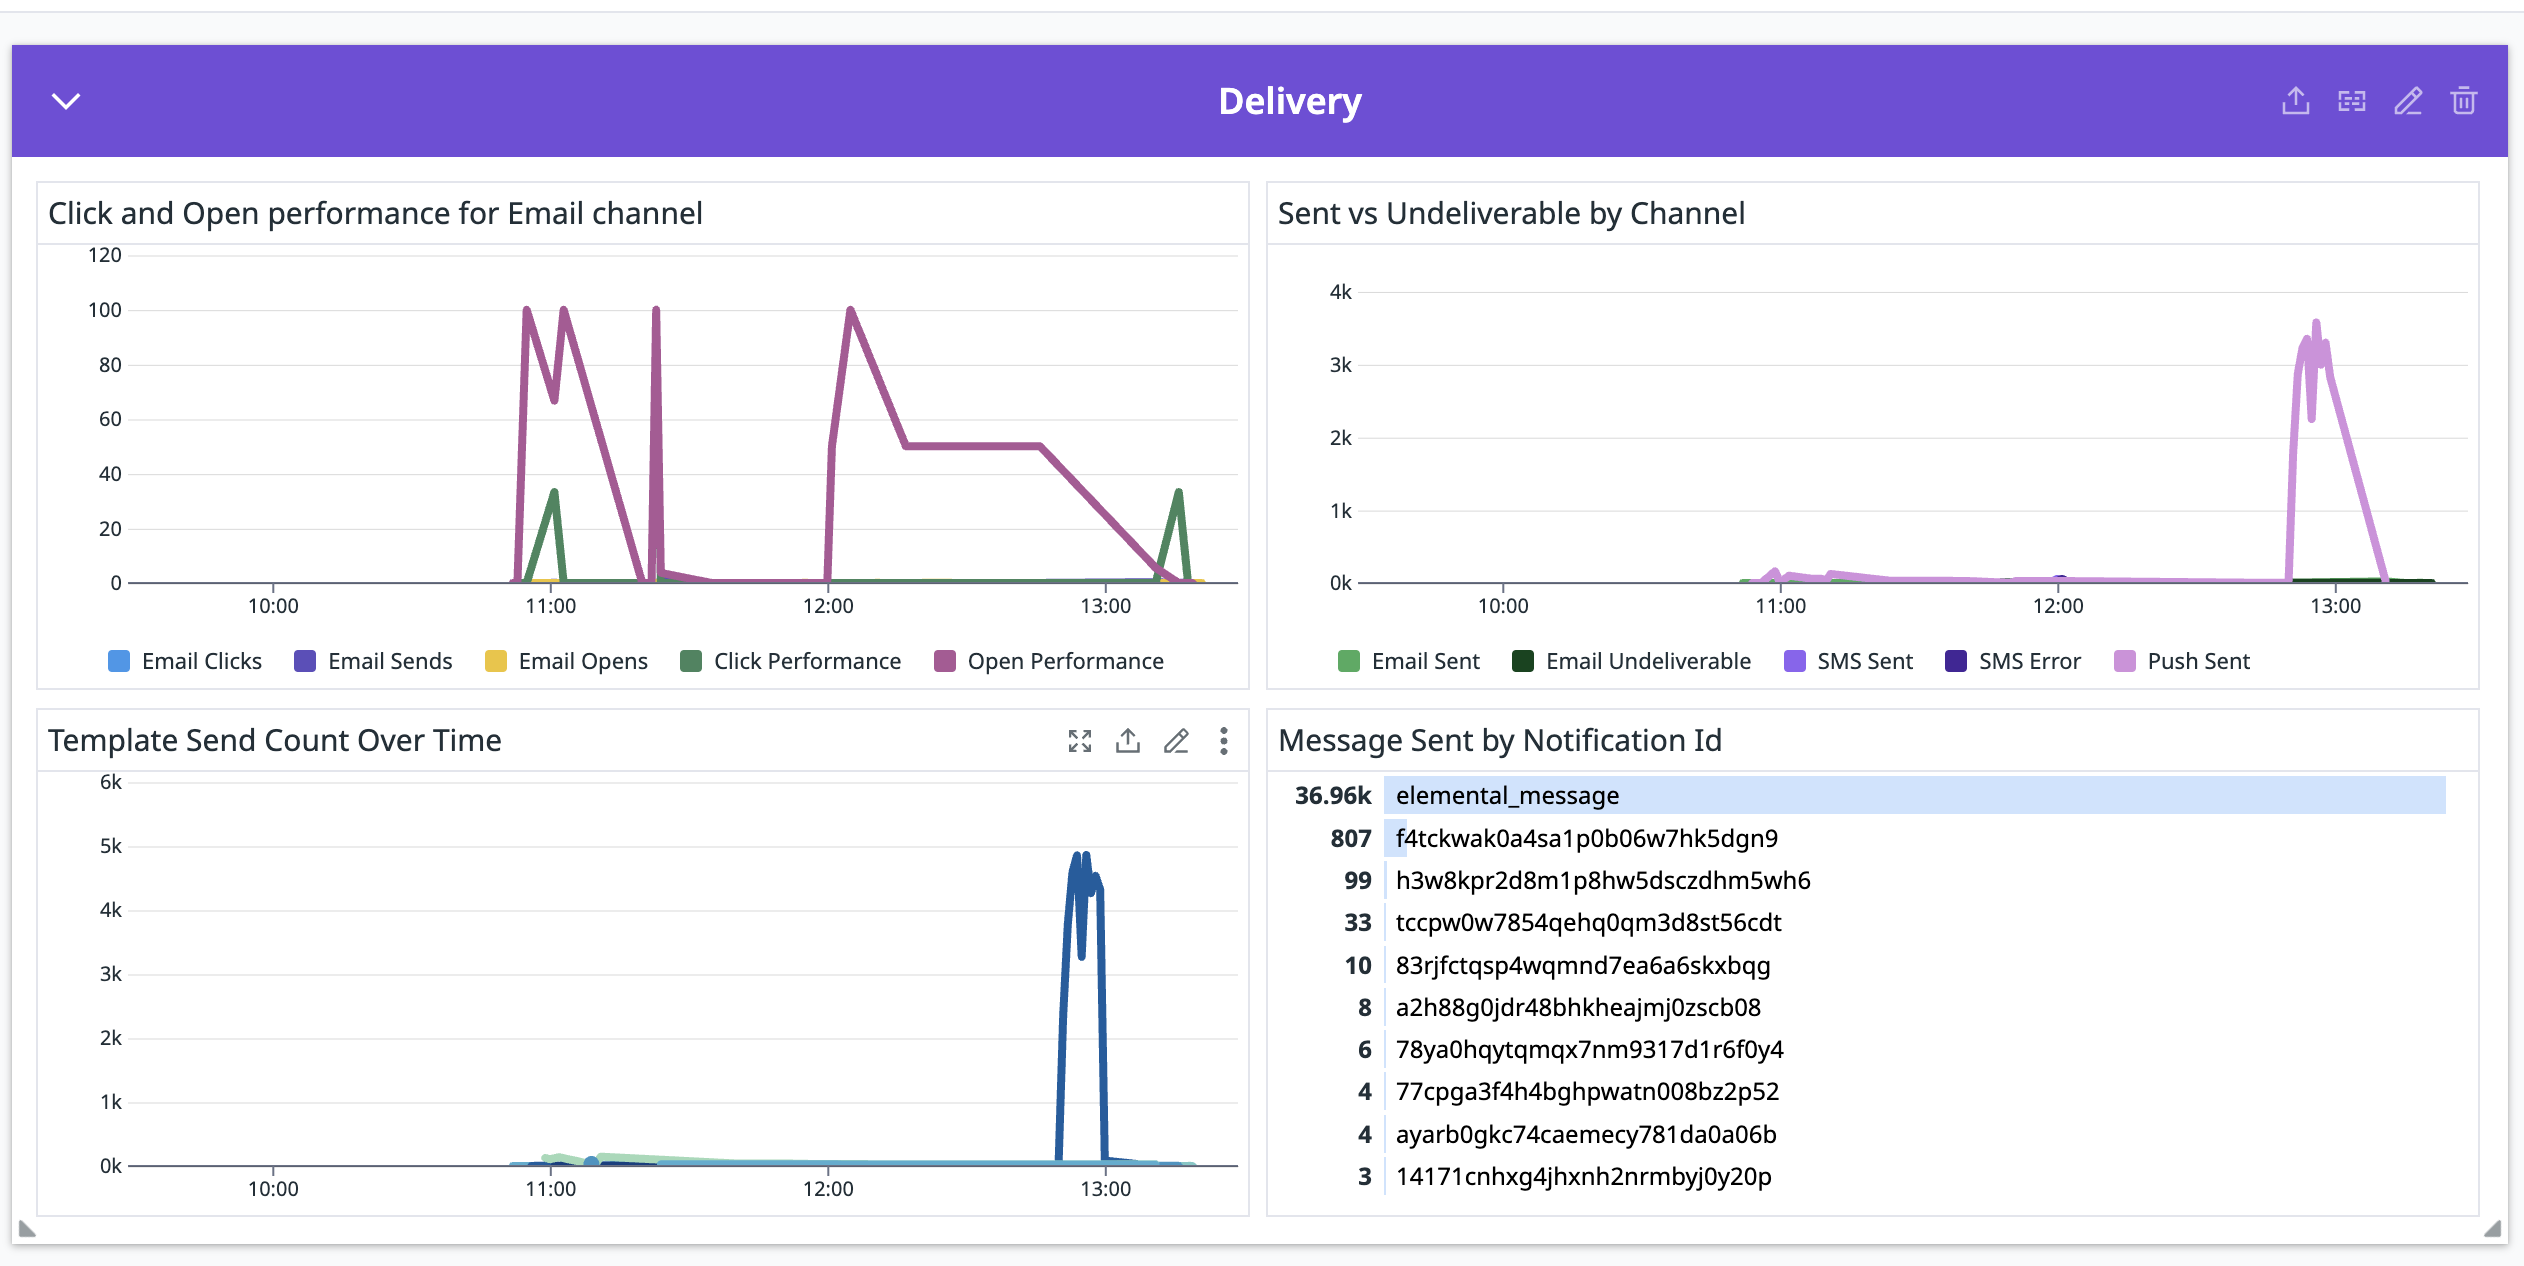 Delivery
Click and Open performance for Email channel
120
100
80
60
40
20
0
10:00 11:00 12:00 13:00
Email Clicks Email Sends Email Opens Click Performance Open Performance
Sent vs Undeliverable by Channel
4k
3k
2k
1k
0k
10:00 11:00 12:00 13:00
Email Sent Email Undeliverable SMS Sent SMS Error Push Sent
Template Send Count Over Time
6k
5k
4k
3k
2k
1k
0k
10:00 11:00 12:00 13:00
Message Sent by Notification Id
36.96k elemental_message
807 f4tckwak0a4sa1p0b06w7hk5dgn9
99 h3w8kpr2d8m1p8hw5dsczdhm5wh6
33 tccpw0w7854qehq0qm3d8st56cdt
10 83rjfctqsp4wqmnd7ea6a6skxbqg
8 a2h88g0jdr48bhkheajmj0zscb08
6 78ya0hqytqmqx7nm9317d1r6f0y4
4 77cpga3f4h4bghpwatn008bz2p52
4 ayarb0gkc74caemecy781da0a06b
3 14171cnhxg4jhxnh2nrmbyj0y20p